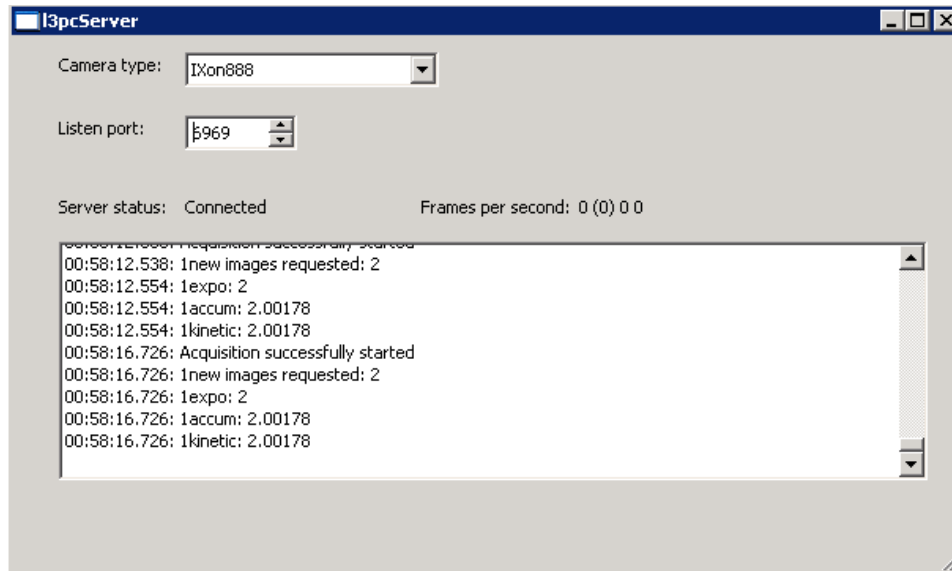 l3pcServer
Camera type: IXon888
Listen port: 6969
Server status: Connected Frames per second: 0 (0) 0 0
Acquisition successfully started
00:58:12.538: 1new images requested: 2
00:58:12.554: 1expo: 2
00:58:12.554: 1accum: 2.00178
00:58:12.554: 1kinetic: 2.00178
00:58:16.726: Acquisition successfully started
00:58:16.726: 1new images requested: 2
00:58:16.726: 1expo: 2
00:58:16.726: 1accum: 2.00178
00:58:16.726: 1kinetic: 2.00178